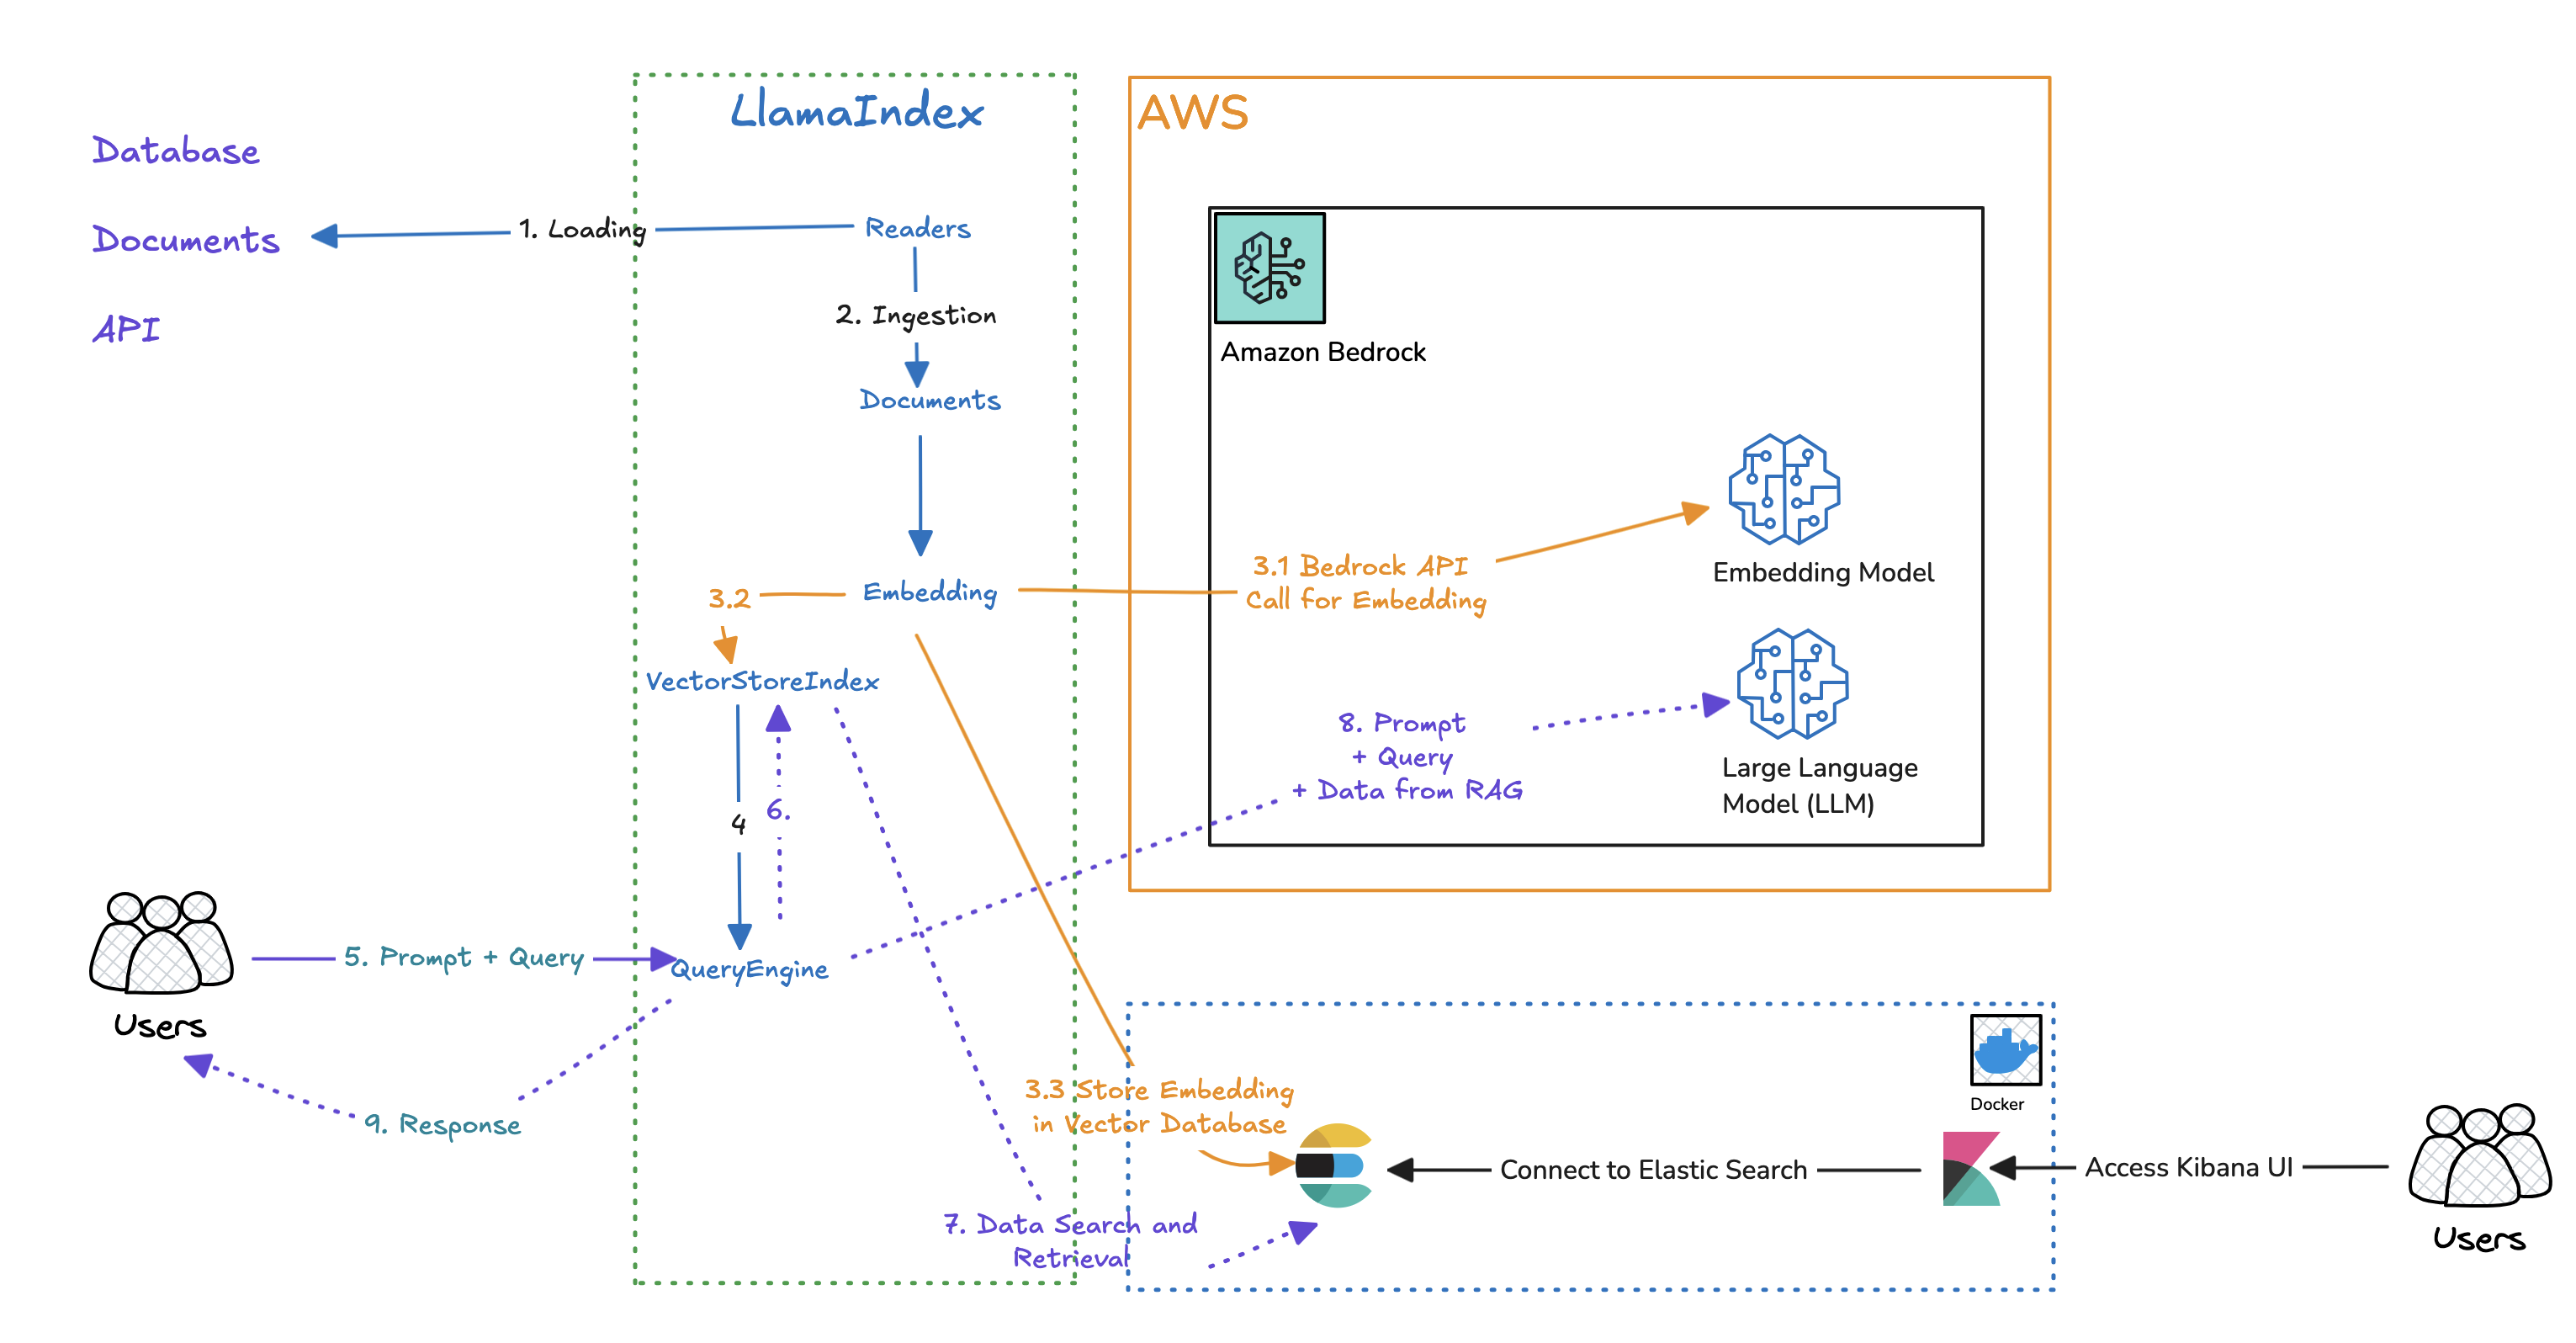 LlamaIndex
AWS
Database
Documents
API
1. Loading
Readers
2. Ingestion
Documents
Amazon Bedrock
Embedding Model
3.1 Bedrock API
Call for Embedding
Embedding
3.2
VectorStoreIndex
8. Prompt
+ Query
+ Data from RAG
Large Language
Model (LLM)
4
6.
5. Prompt + Query
QueryEngine
Users
9. Response
3.3 Store Embedding
in Vector Database
Docker
Connect to Elastic Search
Access Kibana UI
7. Data Search and
Retrieval
Users